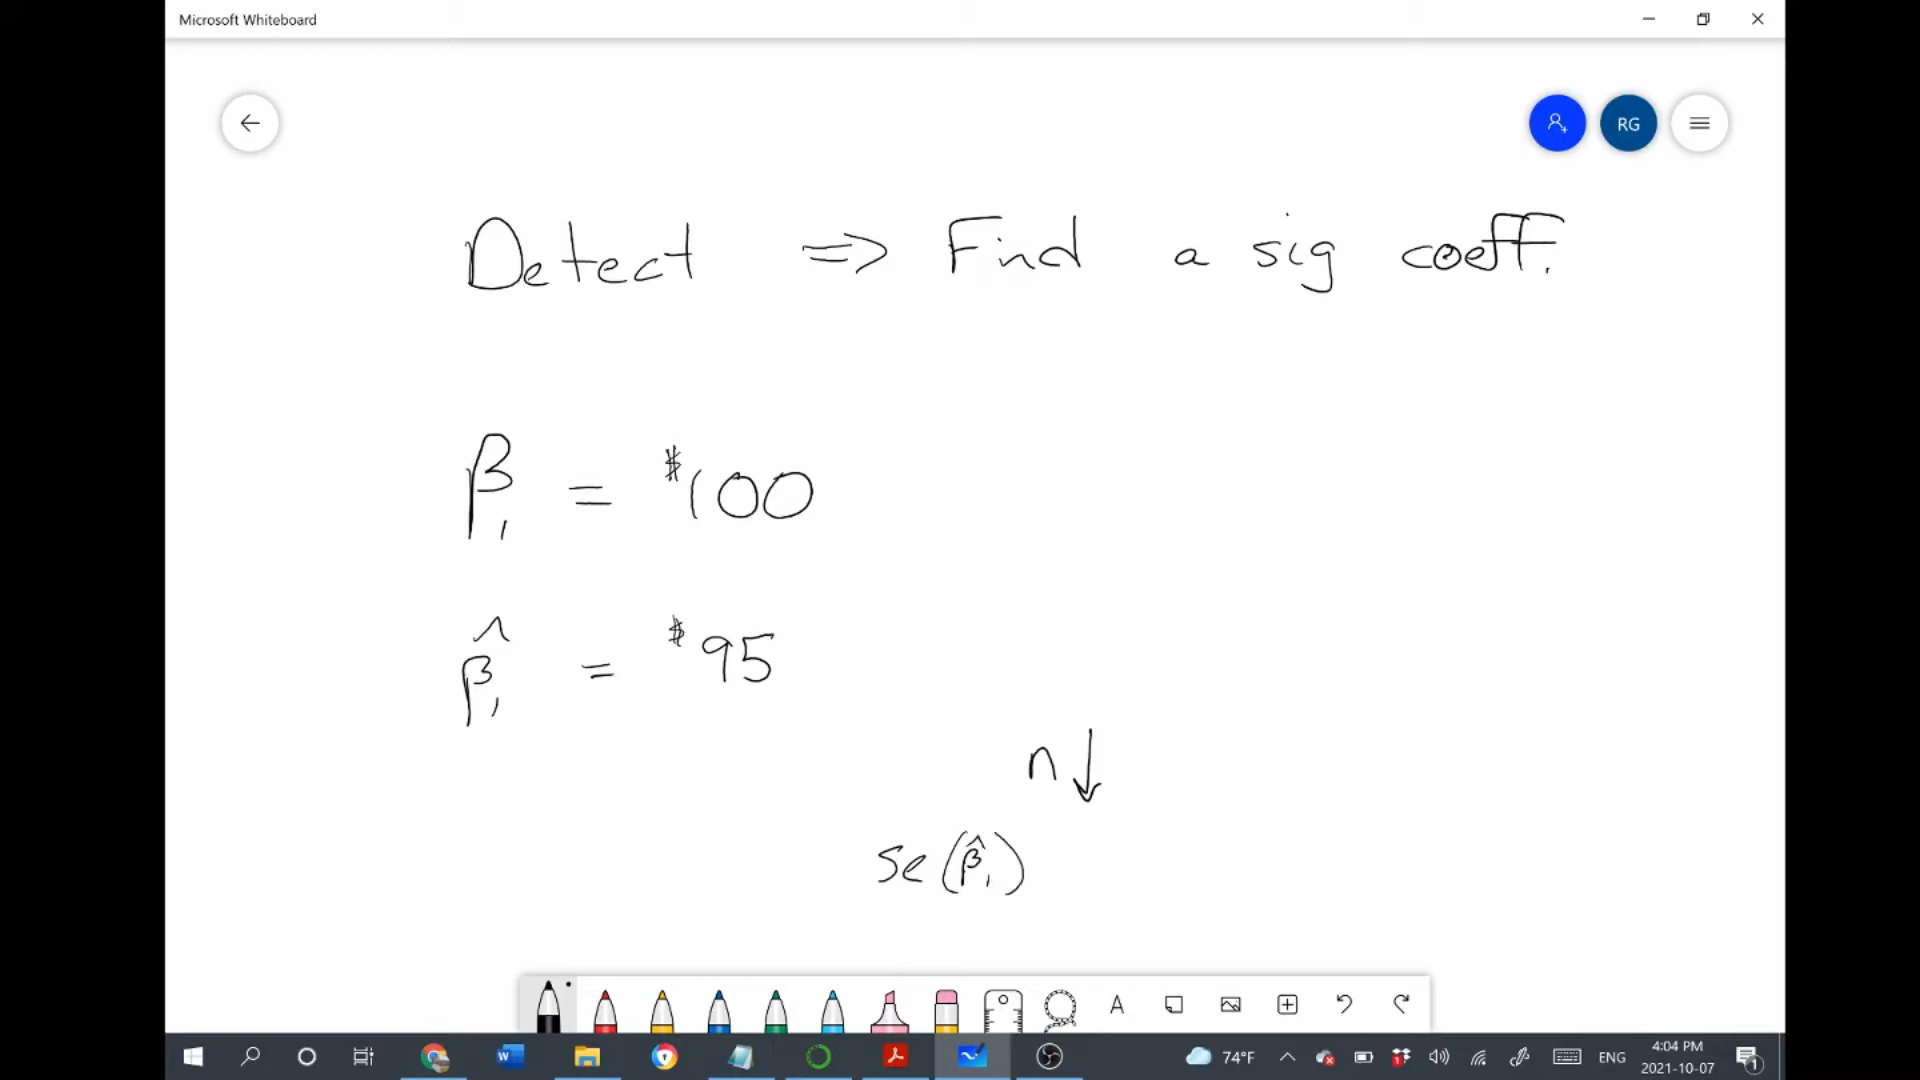 Microsoft Whiteboard
RG
Detect => Find a sig coeff.
β₁ = $100
β̂₁ = $95
n↓
se(β̂₁)
A
74°F
ENG
4:04 PM
2021-10-07